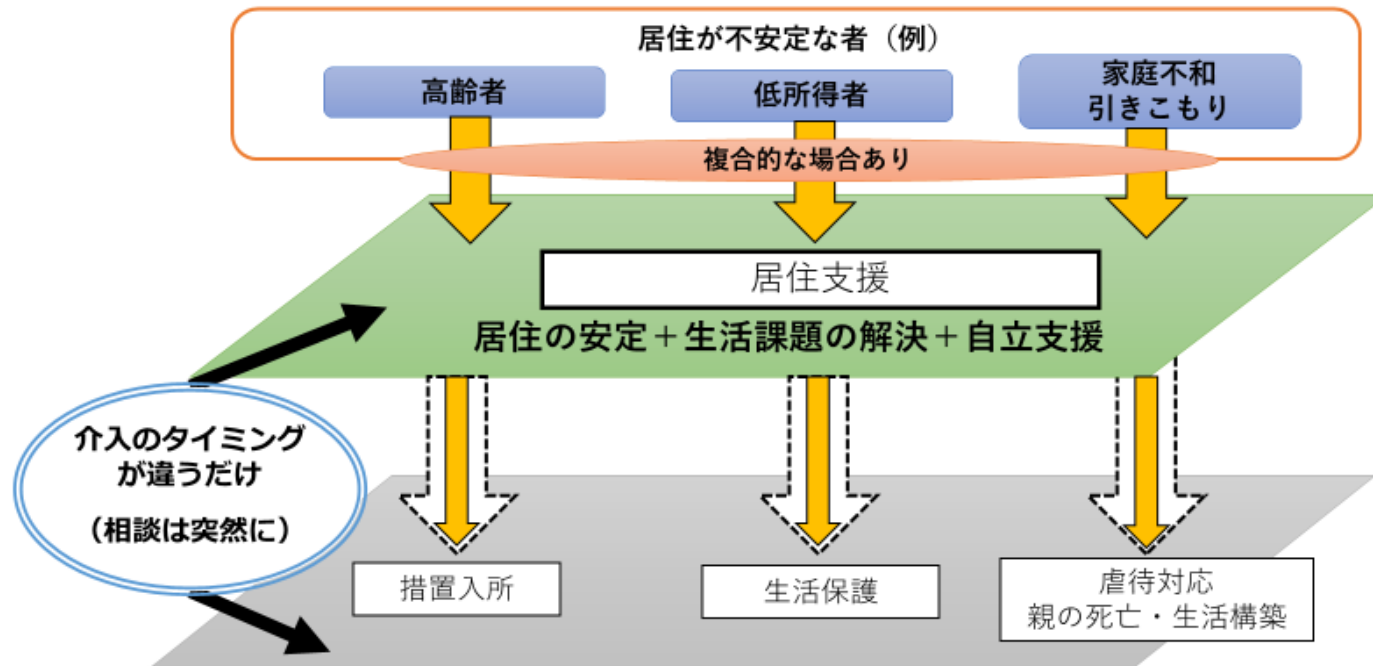 居住が不安定な者（例）
高齢者
低所得者
家庭不和
引きこもり
複合的な場合あり
居住支援
居住の安定＋生活課題の解決＋自立支援
介入のタイミング
が違うだけ
（相談は突然に）
措置入所
生活保護
虐待対応
親の死亡・生活構築